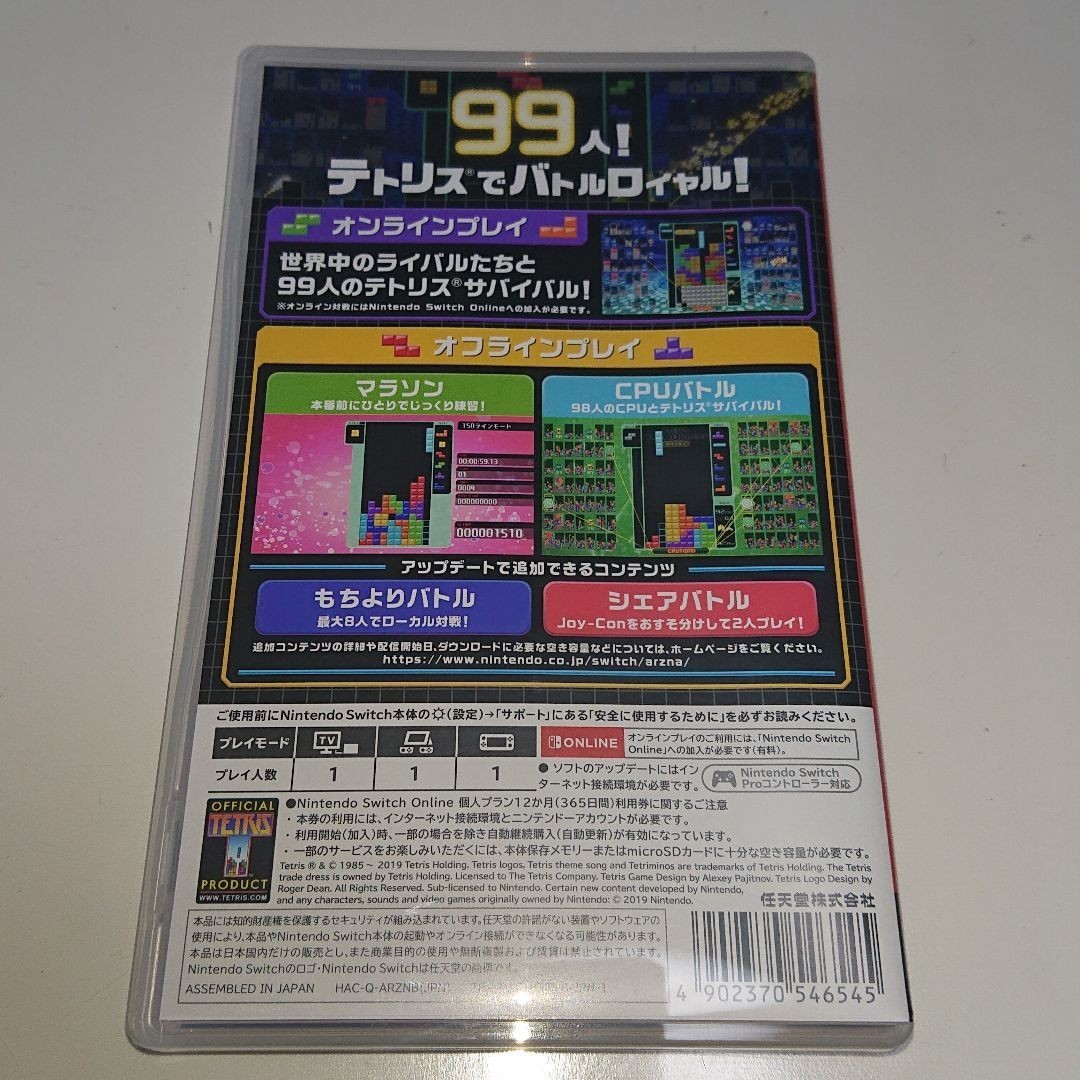 99人!
テトリス®でバトルロイヤル!
オンラインプレイ
世界中のライバルたちと
99人のテトリス®サバイバル!
※オンライン対戦にはNintendo Switch Onlineへの加入が必要です。
オフラインプレイ
マラソン
本番前にひとりでじっくり練習!
150ラインモード
00:00:59.13
01
0004
000000000
000001510
CPUバトル
98人のCPUとテトリス®サバイバル!
CAUTION!
アップデートで追加できるコンテンツ
もちよりバトル
最大8人でローカル対戦!
シェアバトル
Joy-Conをおすそ分けして2人プレイ!
追加コンテンツの詳細や配信開始日、ダウンロードに必要な空き容量などについては、ホームページをご覧ください。
https://www.nintendo.co.jp/switch/arzna/
ご使用前にNintendo Switch本体の(設定)→「サポート」にある「安全に使用するために」を必ずお読みください。
プレイモード
TV
ONLINE
オンラインプレイのご利用には、「Nintendo Switch
Online」への加入が必要です(有料)。
プレイ人数
1
1
1
● ソフトのアップデートにはイン
ターネット接続環境が必要です。
Nintendo Switch
Proコントローラー対応
OFFICIAL
TETRIS
PRODUCT
WWW.TETRIS.COM
●Nintendo Switch Online 個人プラン12か月(365日間)利用券に関するご注意
・本券の利用には、インターネット接続環境とニンテンドーアカウントが必要です。
・利用開始(加入)時、一部の場合を除き自動継続購入(自動更新)が有効になっています。
・一部のサービスをお楽しみいただくには、本体保存メモリーまたはmicroSDカードに十分な空き容量が必要です。
Tetris ® & © 1985~2019 Tetris Holding. Tetris logos, Tetris theme song and Tetriminos are trademarks of Tetris Holding. The Tetris
trade dress is owned by Tetris Holding. Licensed to The Tetris Company. Tetris Game Design by Alexey Pajitnov. Tetris Logo Design by
Roger Dean. All Rights Reserved. Sub-licensed to Nintendo. Certain new content developed by Nintendo,
and any characters, sounds and video games originally owned by Nintendo: © 2019 Nintendo.
任天堂株式会社
本品には知的財産権を保護するセキュリティが組み込まれています。任天堂の許諾がない装置やソフトウェアの
使用により、本品やNintendo Switch本体の起動やオンライン接続ができなくなる可能性があります。
本品は日本国内だけの販売とし、また商業目的の使用や無断複製および賃貸は禁止されています。
Nintendo Switchのロゴ・Nintendo Switchは任天堂の商標です。
ASSEMBLED IN JAPAN HAC-Q-ARZNB(JPN)
4 902370 546545